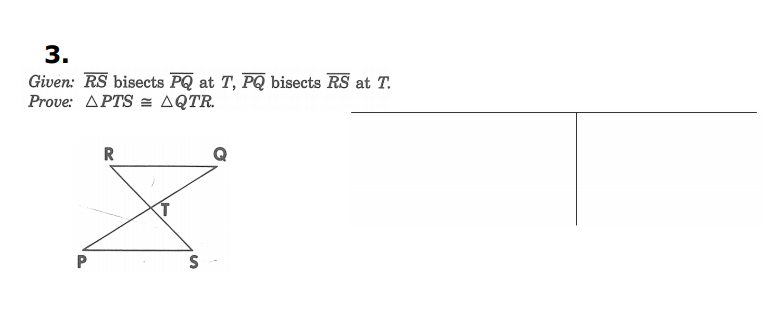 3.
Given: RS bisects PQ at T, PQ bisects RS at T.
Prove: △PTS ≅ △QTR.
R Q
T
P S